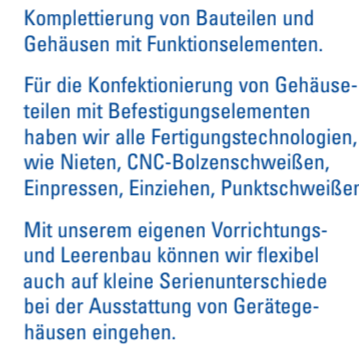 Komplettierung von Bauteilen und
Gehäusen mit Funktionselementen.
Für die Konfektionierung von Gehäuse-
teilen mit Befestigungselementen
haben wir alle Fertigungstechnologien,
wie Nieten, CNC-Bolzenschweißen,
Einpressen, Einziehen, Punktschweißen
Mit unserem eigenen Vorrichtungs-
und Leerenbau können wir flexibel
auch auf kleine Serienunterschiede
bei der Ausstattung von Gerätege-
häusen eingehen.